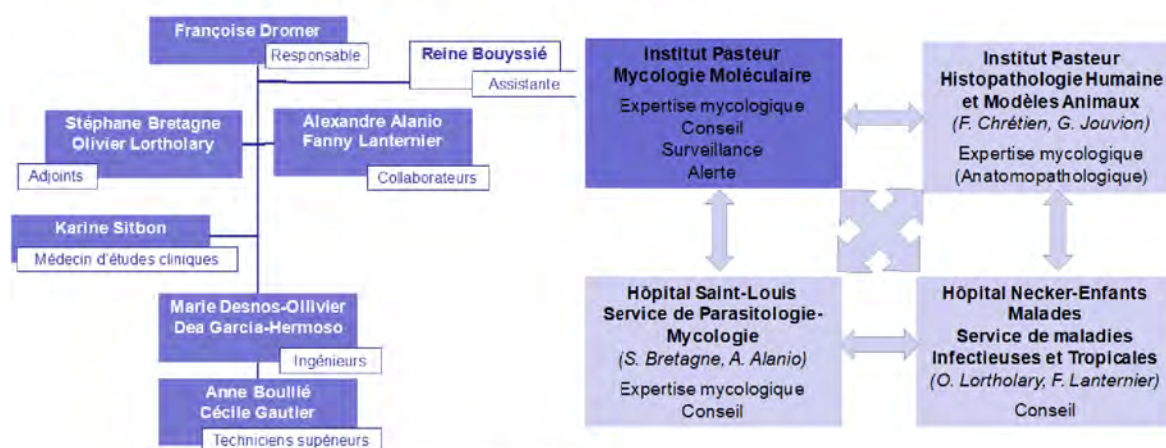 Françoise Dromer
Responsable
Reine Bouyssié
Assistante
Stéphane Bretagne
Olivier Lortholary
Adjoints
Alexandre Alanio
Fanny Lanternier
Collaborateurs
Karine Sitbon
Médecin d'études cliniques
Marie Desnos-Ollivier
Dea Garcia-Hermoso
Ingénieurs
Anne Boullié
Cécile Gautier
Techniciens supéneurs
Institut Pasteur
Mycologie Moléculaire
Expertise mycologique
Conseil
Surveillance
Alerte
Institut Pasteur
Histopathologie Humaine
et Modèles Animaux
(F. Chrétien, G. Jouvion)
Expertise mycologique
(Anatomopathologique)
Hôpital Saint-Louis
Service de Parasitologie-
Mycologie
(S. Bretagne, A. Alanio)
Expertise mycologique
Conseil
Hôpital Necker-Enfants
Malades
Service de maladies
Infectieuses et Tropicales
(O. Lortholary, F. Lanternier)
Conseil